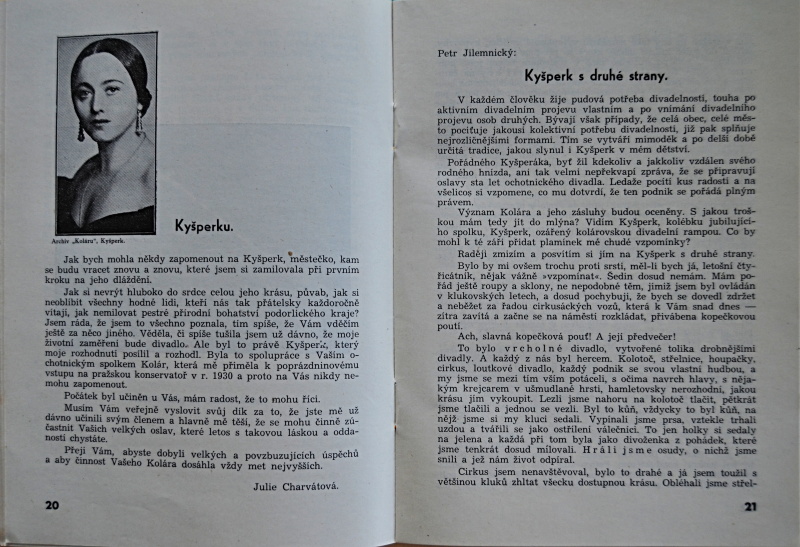 Archiv „Koláru", Kyšperk.
Kyšperku.
Jak bych mohla někdy zapomenout na Kyšperk, městečko, kam
se budu vracet znovu a znovu, které jsem si zamilovala při prvním
kroku na jeho dláždění.
Jak si nevrýt hluboko do srdce celou jeho krásu, půvab, jak si
neoblíbit všechny hodné lidi, kteří nás tak přátelsky každoročně
vítají, jak nemilovat pestré přírodní bohatství podorlického kraje?
Jsem ráda, že jsem to všechno poznala, tím spíše, že Vám vděčím
ještě za něco jiného. Věděla, či spíše tušila jsem už dávno, že moje
životní zaměření bude divadlo. Ale byl to právě Kyšperk, který
moje rozhodnutí posílil a rozhodl. Byla to spolupráce s Vaším o-
chotnickým spolkem Kolár, která mě přiměla k poprázdninovému
vstupu na pražskou konservatoř v r. 1930 a proto na Vás nikdy ne-
mohu zapomenout.
Počátek byl učiněn u Vás, mám radost, že to mohu říci.
Musím Vám veřejně vyslovit svůj dík za to, že jste mě už
dávno učinili svým členem a hlavně mě těší, že se mohu činně zú-
častnit Vašich velkých oslav, které letos s takovou láskou a odda-
ností chystáte.
Přeji Vám, abyste dobyli velkých a povzbuzujících úspěchů
a aby činnost Vašeho Kolára dosáhla vždy met nejvyšších.
Julie Charvátová.
20
Petr Jilemnický:
Kyšperk s druhé strany.
V každém člověku žije pudová potřeba divadelnosti, touha po
aktivním divadelním projevu vlastním a po vnímání divadelního
projevu osob druhých. Bývají však případy, že celá obec, celé mě-
sto pociťuje jakousi kolektivní potřebu divadelnosti, již pak splňuje
nejrozličnějšími formami. Tím se vytváří mimoděk a po delší době
určitá tradice, jakou slynul i Kyšperk v mém dětství.
Pořádného Kyšperáka, byť žil kdekoliv a jakkoliv vzdálen svého
rodného hnízda, ani tak velmi nepřekvapí zpráva, že se připravují
oslavy sta let ochotnického divadla. Ledaže pocítí kus radosti a na
všelicos si vzpomene, co mu dotvrdí, že ten podnik se pořádá plným
právem.
Význam Kolára a jeho zásluhy budou oceněny. S jakou troš-
kou mám tedy jít do mlýna? Vidím Kyšperk, kolébku jubilující-
ho spolku, Kyšperk, ozářený kolárovskou divadelní rampou. Co by
mohl k té záři přidat plamínek mé chudé vzpomínky?
Raději zmizím a posvítím si jím na Kyšperk s druhé strany.
Bylo by mi ovšem trochu proti srsti, měl-li bych já, letošní čty-
řicátník, nějak vážně »vzpomínat«. Šedin dosud nemám. Mám po-
řád ještě roupy a sklony, ne nepodobné těm, jimiž jsem byl ovládán
v klukovských letech, a dosud pochybuji, že bych se dovedl zdržet
a neběžet za řadou cirkusáckých vozů, která k Vám snad dnes —
zítra zavítá a začne se na náměstí rozkládat, přivábena kopečkovou
poutí.
Ach, slavná kopečková pouť! A její předvečer!
To bylo vrcholné divadlo, vytvořené tolika drobnějšími
divadly. A každý z nás byl hercem. Kolotoč, střelnice, houpačky,
cirkus, loutkové divadlo, každý podnik se svou vlastní hudbou, a
my jsme se mezi tím vším potáceli, s očima navrch hlavy, s něja-
kým krejcarem v ušmudlané hrsti, hamletovsky nerozhodní, jakou
krásu jím vykoupit. Lezli jsme nahoru na kolotoč tlačit, pětkrát
jsme tlačili a jednou se vezli. Byl to kůň, vždycky to byl kůň, na
nějž jsme si my kluci sedali. Vypínali jsme prsa, vztekle trhali
uzdou a tvářili se jako ostřílení válečníci. To jen holky si sedaly
na jelena a každá při tom byla jako divoženka z pohádek, které
jsme tenkrát dosud milovali. Hráli jsme osudy, o nichž jsme
snili a jež nám život odpíral.
Cirkus jsem nenavštěvoval, bylo to drahé a já jsem toužil s
většinou kluků zhltat všecku dostupnou krásu. Obléhali jsme střel-
21